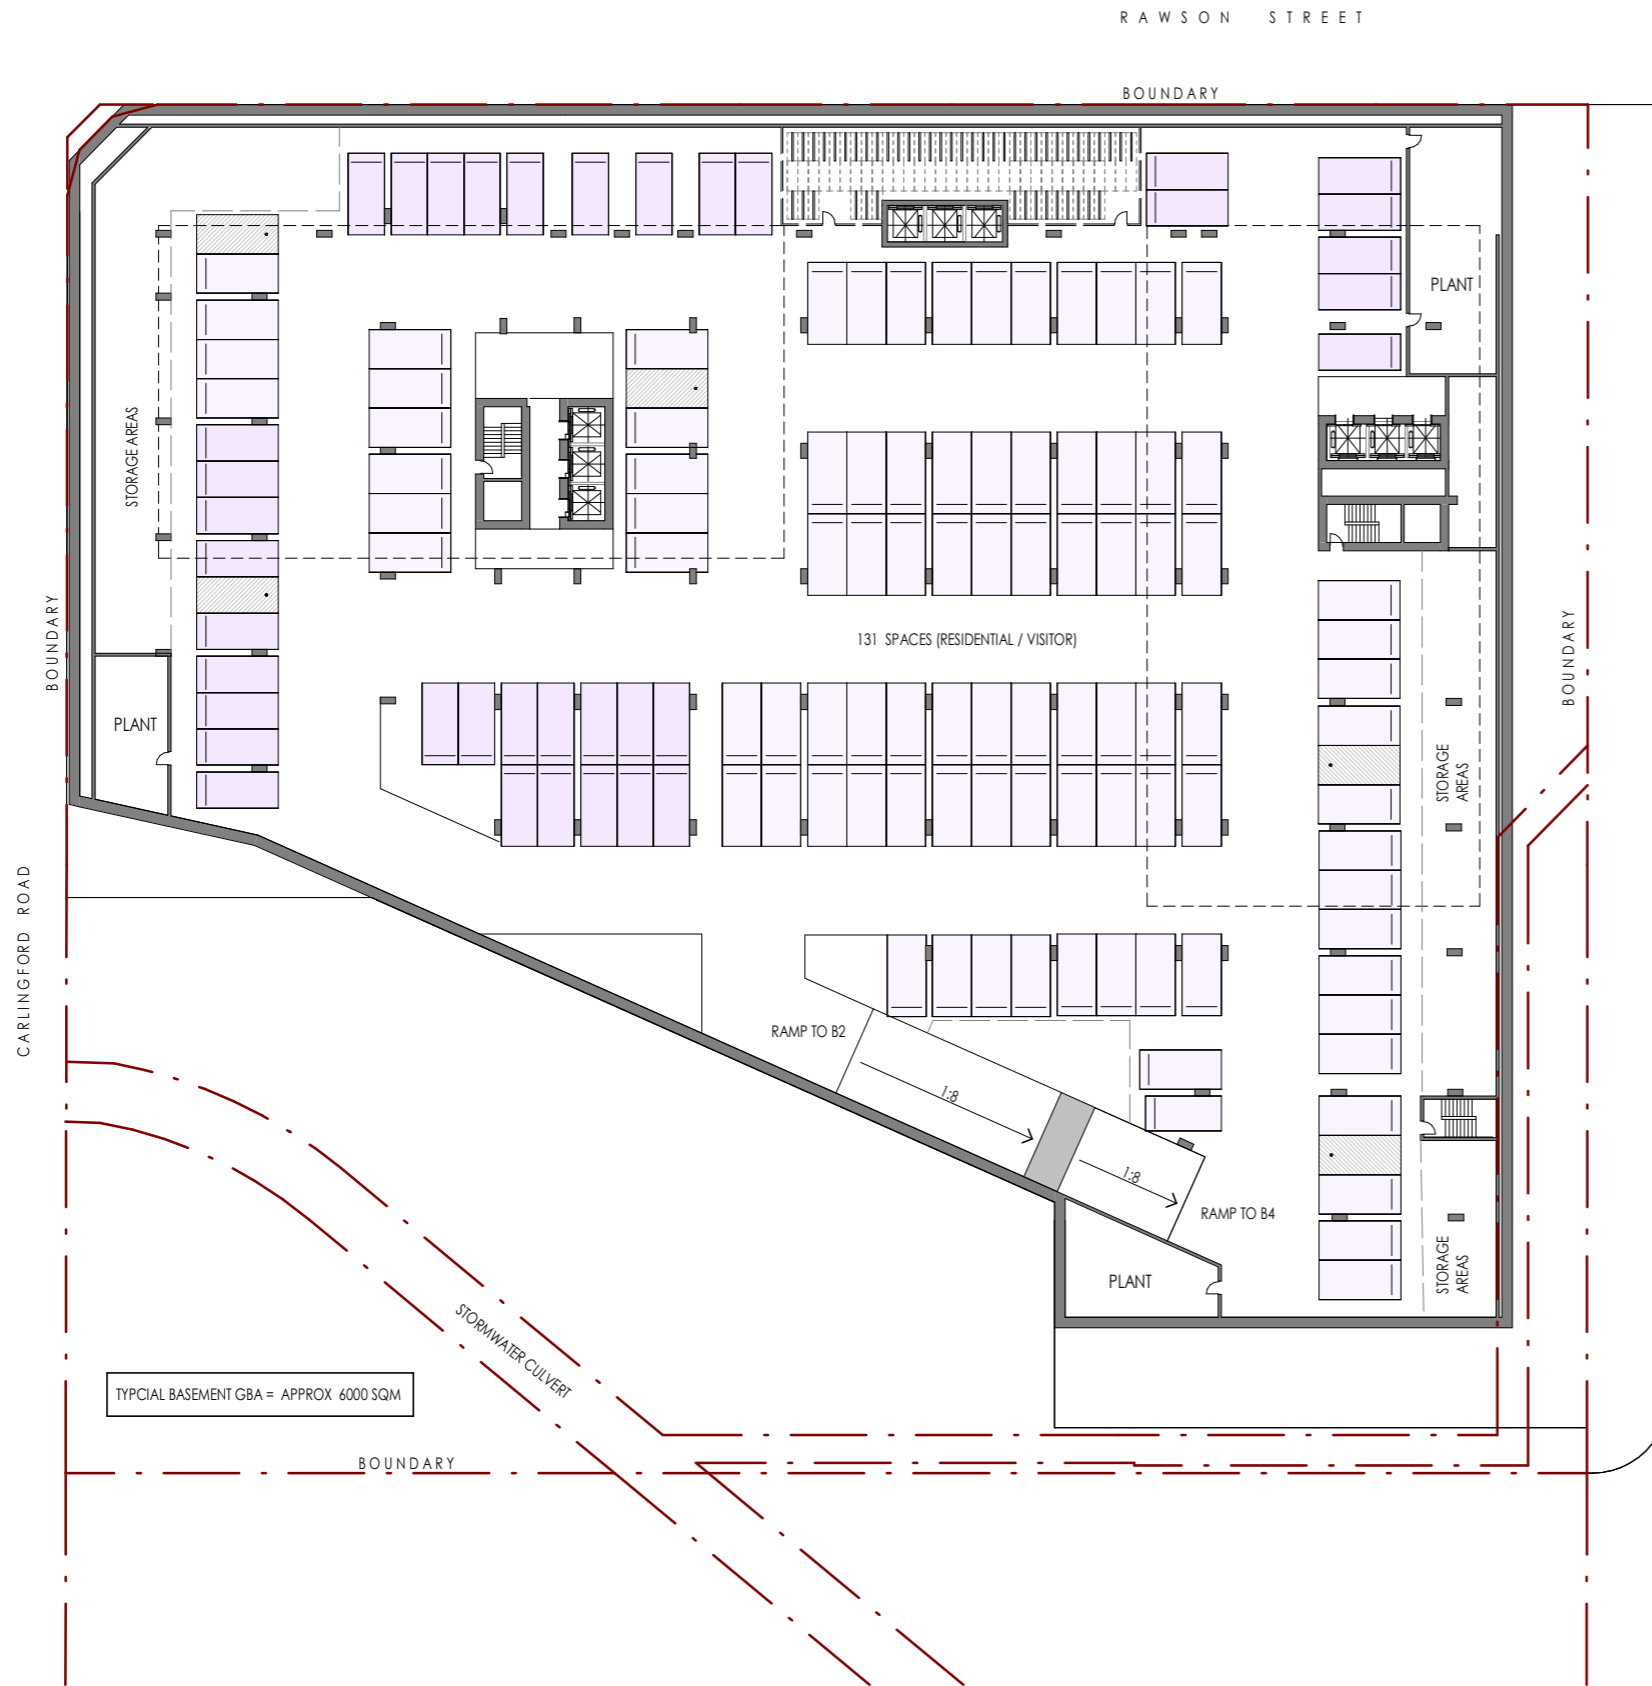 RAWSON STREET
BOUNDARY
PLANT
STORAGE AREAS
BOUNDARY
131 SPACES (RESIDENTIAL / VISITOR)
BOUNDARY
PLANT
STORAGE
AREAS
CARLINGFORD ROAD
RAMP TO B2
1:8
1:8
RAMP TO B4
STORAGE
AREAS
PLANT
STORMWATER CULVERT
TYPCIAL BASEMENT GBA = APPROX 6000 SQM
BOUNDARY